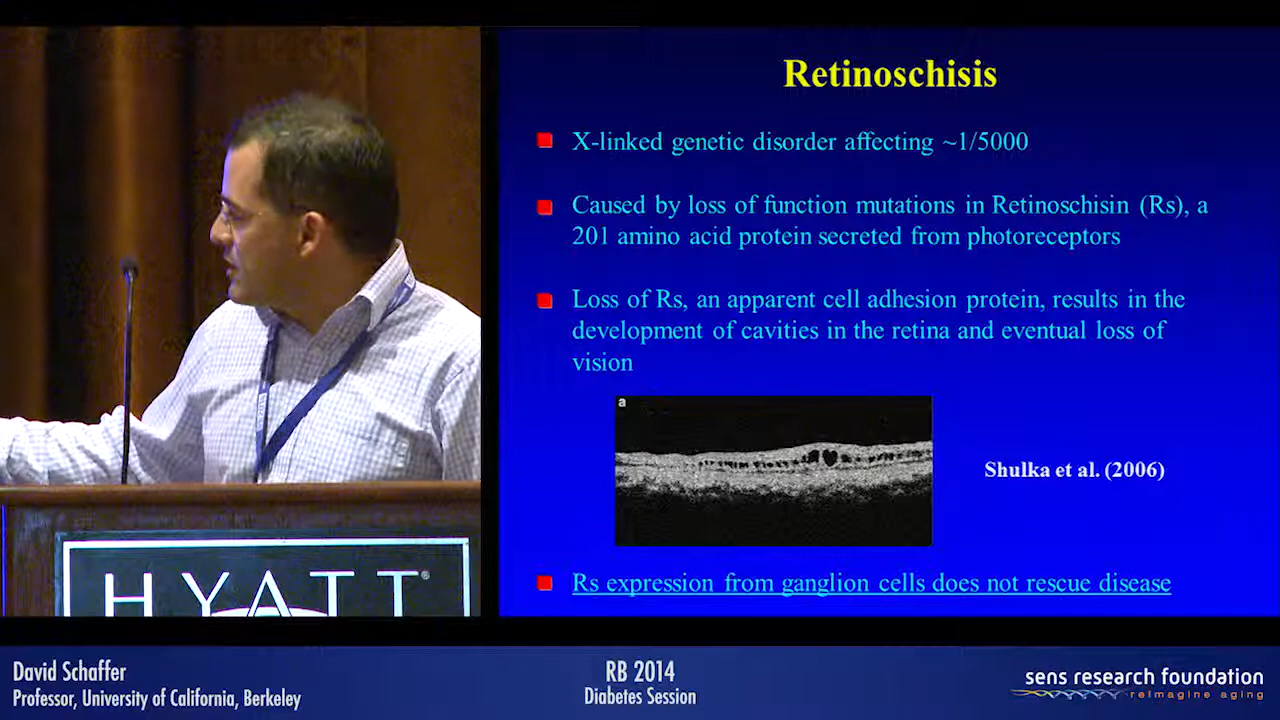 Retinoschisis
X-linked genetic disorder affecting ~1/5000
Caused by loss of function mutations in Retinoschisin (Rs), a
201 amino acid protein secreted from photoreceptors
Loss of Rs, an apparent cell adhesion protein, results in the
development of cavities in the retina and eventual loss of
vision
a
Shulka et al. (2006)
Rs expression from ganglion cells does not rescue disease
HYATT®
David Schaffer
Professor, University of California, Berkeley
RB 2014
Diabetes Session
sens research foundation
reimagine aging